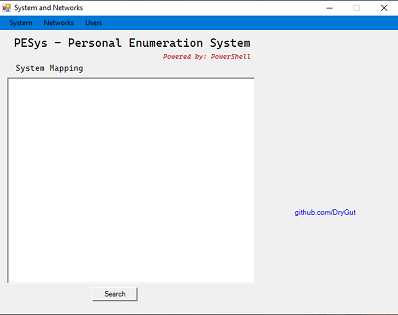 System and Networks
System Networks Users
PESys - Personal Enumeration System
Powered by: PowerShell
System Mapping
github.com/DryGut
Search